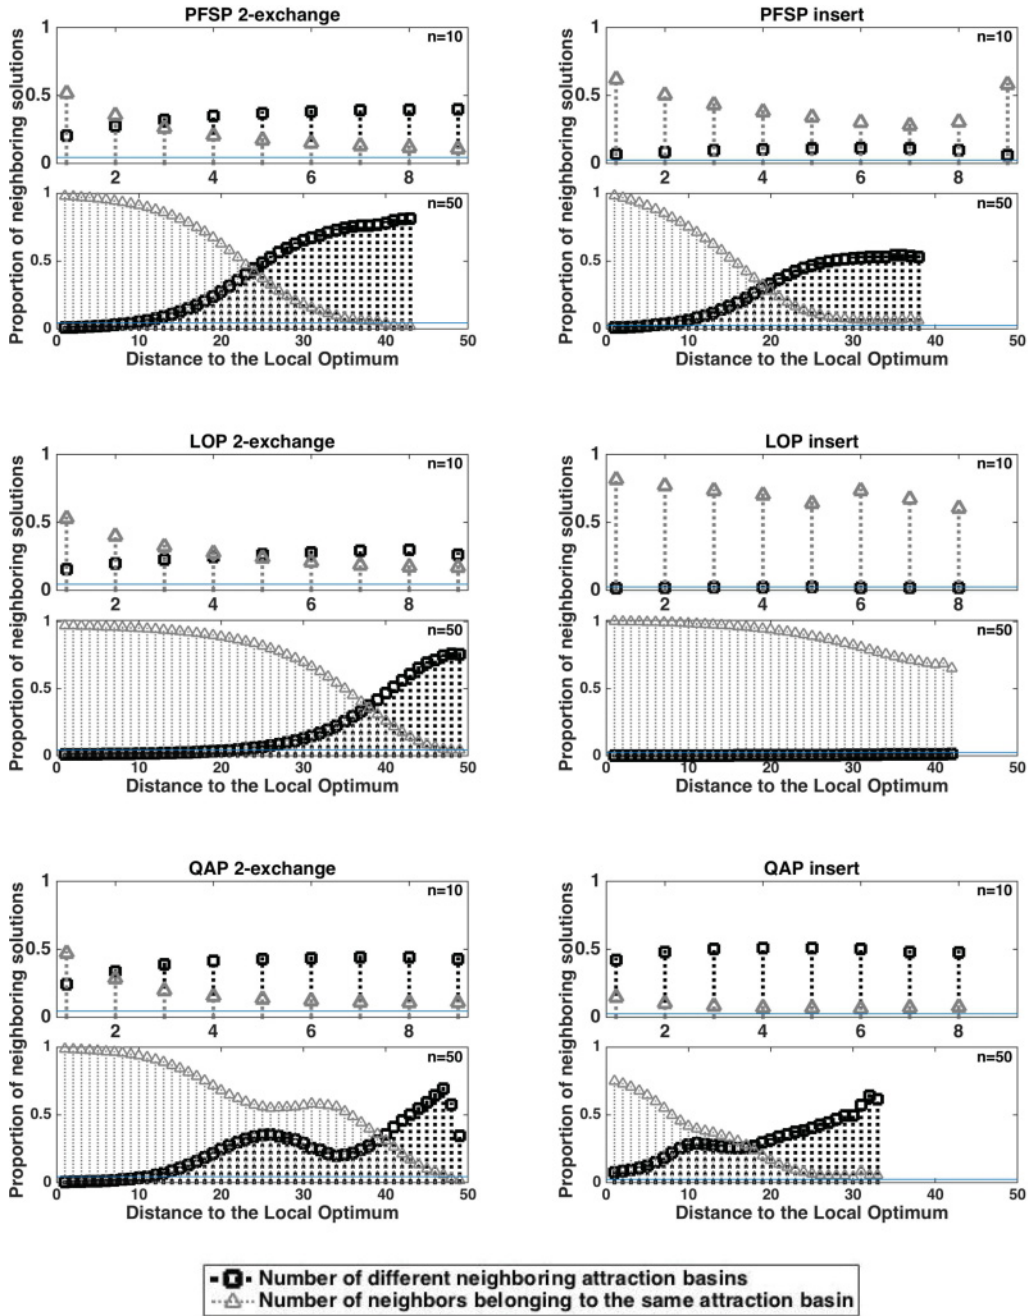 PFSP 2-exchange
Proportion of neighboring solutions
1
0.5
0
n=10
2 4 6 8
1
0.5
0
n=50
0 10 20 30 40 50
Distance to the Local Optimum
PFSP insert
Proportion of neighboring solutions
1
0.5
0
n=10
2 4 6 8
1
0.5
0
n=50
0 10 20 30 40 50
Distance to the Local Optimum
LOP 2-exchange
Proportion of neighboring solutions
1
0.5
0
n=10
2 4 6 8
1
0.5
0
n=50
0 10 20 30 40 50
Distance to the Local Optimum
LOP insert
Proportion of neighboring solutions
1
0.5
0
n=10
2 4 6 8
1
0.5
0
n=50
0 10 20 30 40 50
Distance to the Local Optimum
QAP 2-exchange
Proportion of neighboring solutions
1
0.5
0
n=10
2 4 6 8
1
0.5
0
n=50
0 10 20 30 40 50
Distance to the Local Optimum
QAP insert
Proportion of neighboring solutions
1
0.5
0
n=10
2 4 6 8
1
0.5
0
n=50
0 10 20 30 40 50
Distance to the Local Optimum
Number of different neighboring attraction basins
Number of neighbors belonging to the same attraction basin